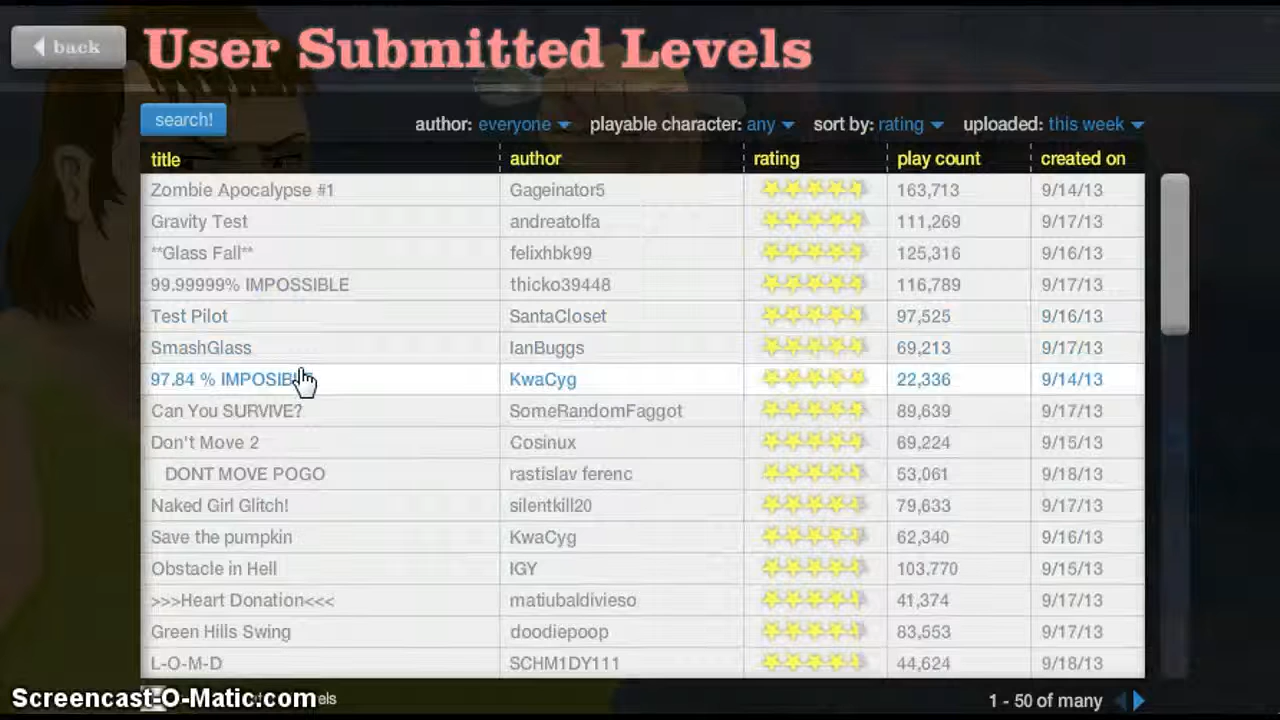 back
User Submitted Levels
search!
author: everyone playable character: any sort by: rating uploaded: this week
title author rating play count created on
Zombie Apocalypse #1 Gageinator5 163,713 9/14/13
Gravity Test andreatolfa 111,269 9/17/13
**Glass Fall** felixhbk99 125,316 9/16/13
99.99999% IMPOSSIBLE thicko39448 116,789 9/17/13
Test Pilot SantaCloset 97,525 9/16/13
SmashGlass IanBuggs 69,213 9/17/13
97.84 % KwaCyg 22,336 9/14/13
Can You SURVIVE? SomeRandomFaggot 89,639 9/17/13
Don't Move 2 Cosinux 69,224 9/15/13
DONT MOVE POGO rastislav ferenc 53,061 9/18/13
Naked Girl Glitch! silentkill20 79,633 9/17/13
Save the pumpkin KwaCyg 62,340 9/16/13
Obstacle in Hell IGY 103,770 9/15/13
>>>Heart Donation<<< matiubaldivieso 41,374 9/17/13
Green Hills Swing doodiepoop 83,553 9/17/13
L-O-M-D SCHM1DY111 44,624 9/18/13
Screencast-O-Matic.com 1 - 50 of many